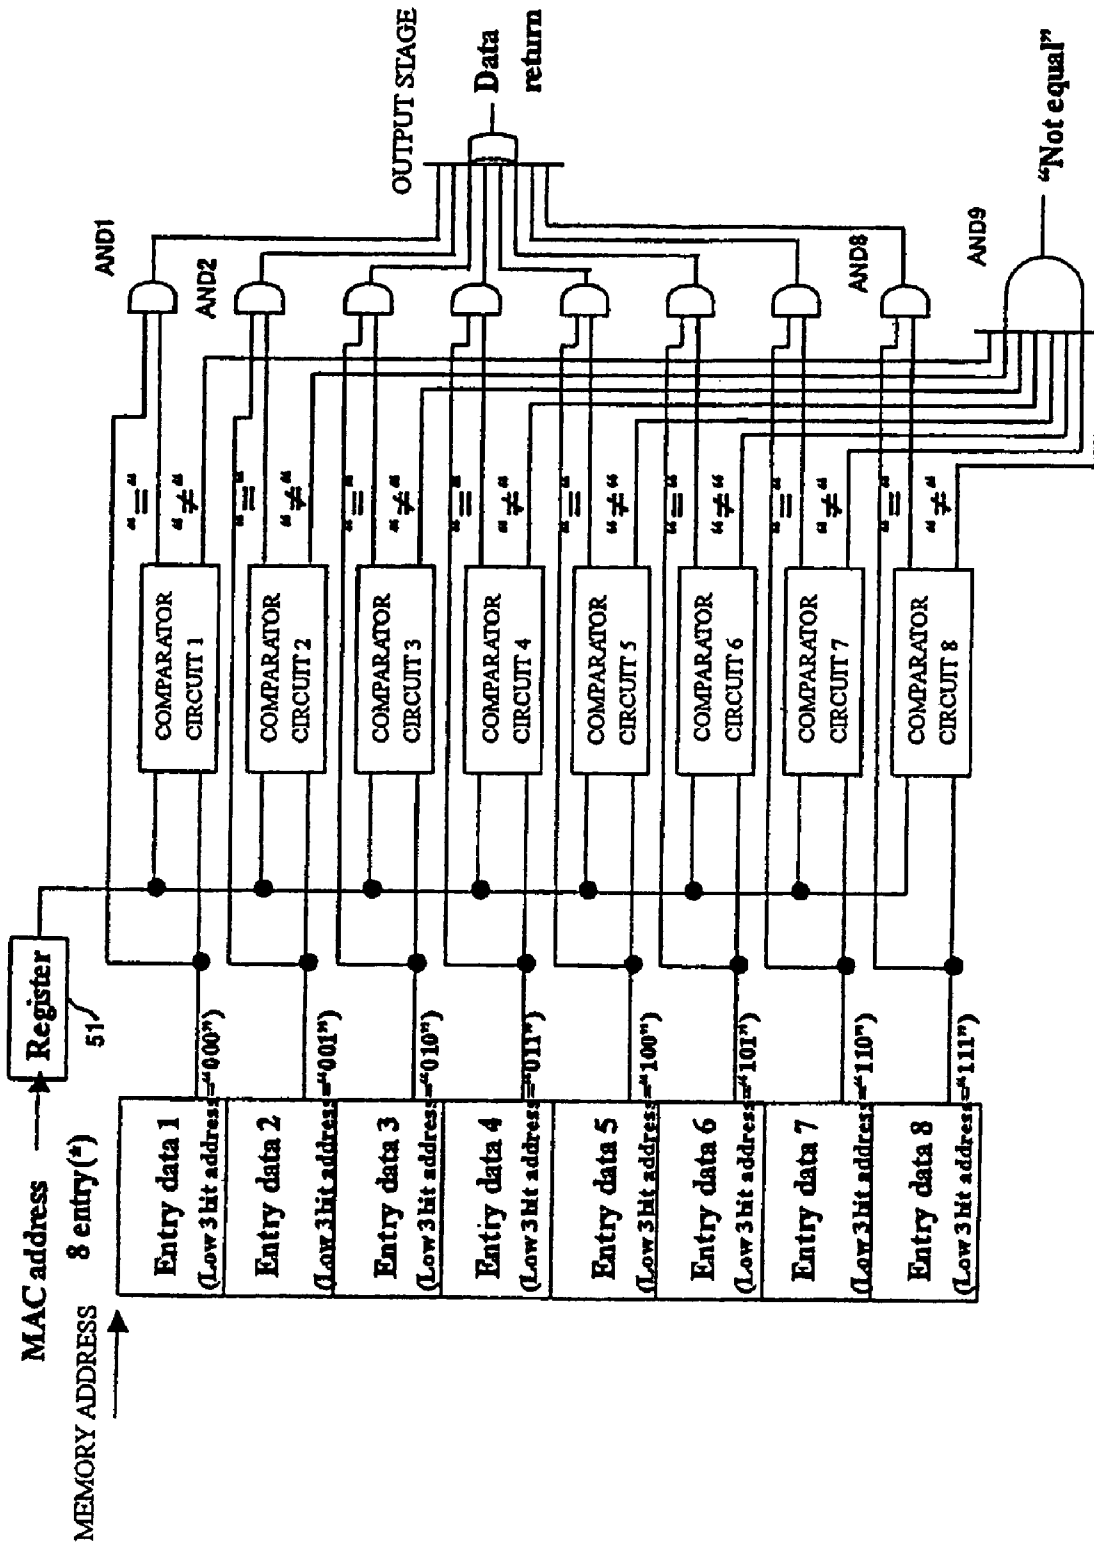 MAC address
Register
51
8 entry(*)
MEMORY ADDRESS
Entry data 1
(Low 3 bit address="000")
Entry data 2
(Low 3 bit address="001")
Entry data 3
(Low 3 bit address="010")
Entry data 4
(Low 3 bit address="011")
Entry data 5
(Low 3 bit address="100")
Entry data 6
(Low 3 bit address="101")
Entry data 7
(Low 3 bit address="110")
Entry data 8
(Low 3 bit address="111")
COMPARATOR
CIRCUIT 1
COMPARATOR
CIRCUIT 2
COMPARATOR
CIRCUIT 3
COMPARATOR
CIRCUIT 4
COMPARATOR
CIRCUIT 5
COMPARATOR
CIRCUIT 6
COMPARATOR
CIRCUIT 7
COMPARATOR
CIRCUIT 8
“=“
“≠“
“=“
“≠“
“=“
“≠“
“=“
“≠“
“=“
“≠“
“=“
“≠“
“=“
“≠“
“=“
“≠“
AND1
AND2
AND8
AND9
OUTPUT STAGE
Data
return
“Not equal”